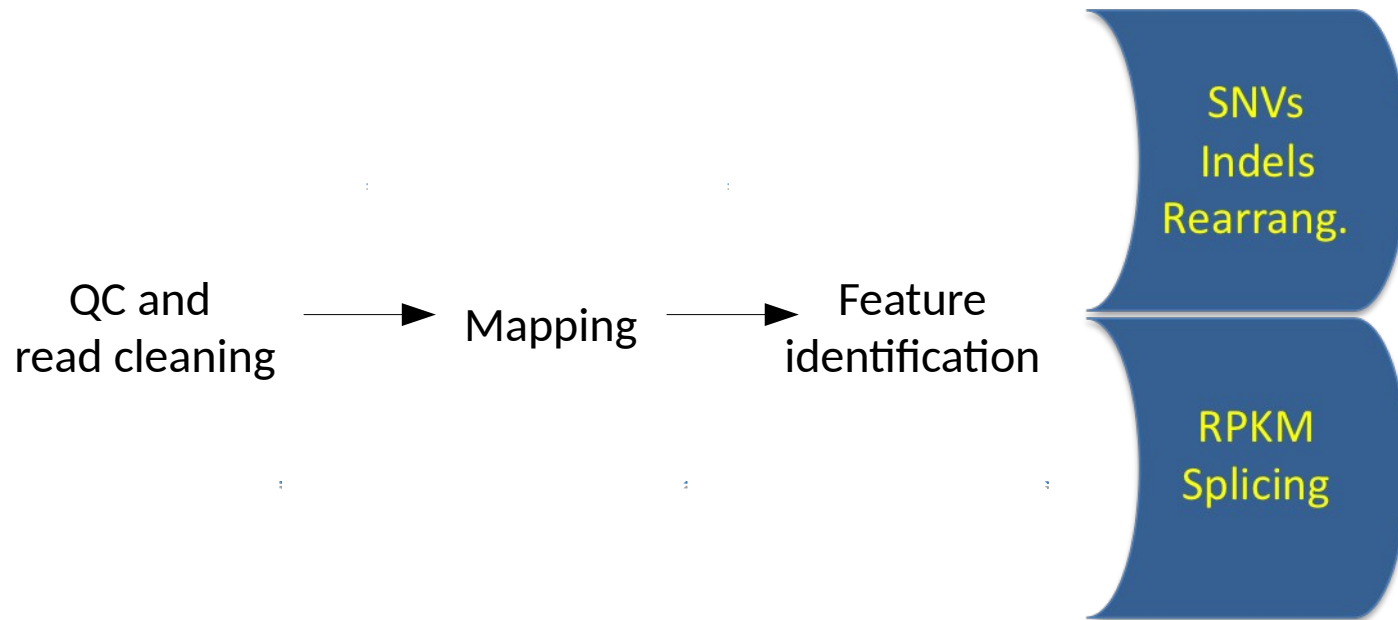 QC and
read cleaning
Mapping
Feature
identification
SNVs
Indels
Rearrang.
RPKM
Splicing